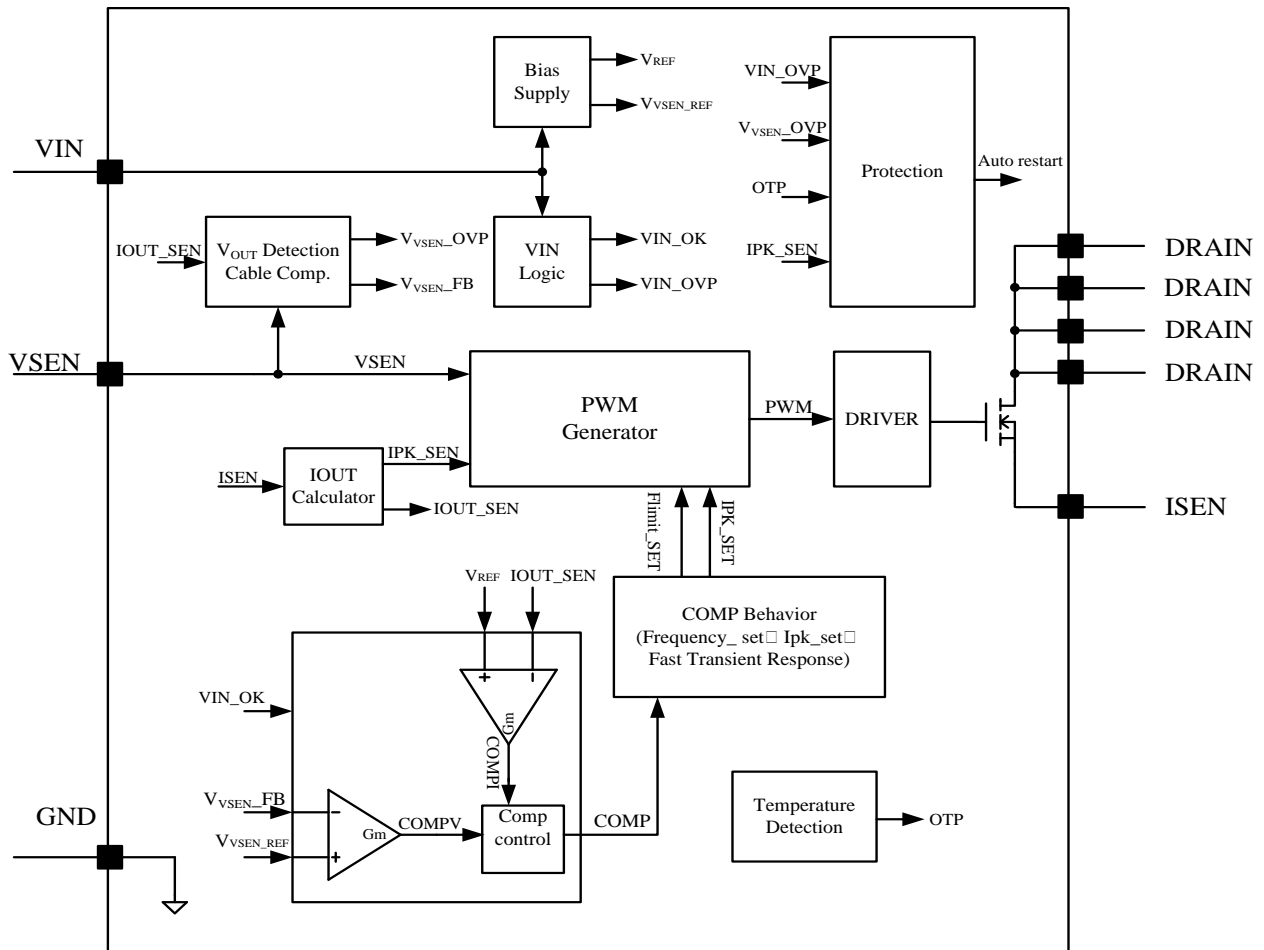 VIN
Bias
Supply
VREF
VVSEN_REF
VIN_OVP
VVSEN_OVP
OTP
IPK_SEN
Protection
Auto restart
IOUT_SEN
VOUT Detection
Cable Comp.
VVSEN_OVP
VVSEN_FB
VIN
Logic
VIN_OK
VIN_OVP
DRAIN
DRAIN
DRAIN
DRAIN
VSEN
VSEN
PWM
Generator
PWM
DRIVER
ISEN
IOUT
Calculator
IPK_SEN
IOUT_SEN
ISEN
Flimit_SET
IPK_SET
COMP Behavior
(Frequency_ set□ Ipk_set□
Fast Transient Response)
VREF
IOUT_SEN
+
−
Gm
COMPI
VIN_OK
VVSEN_FB
VVSEN_REF
−
+
Gm
COMPV
Comp
control
COMP
Temperature
Detection
OTP
GND